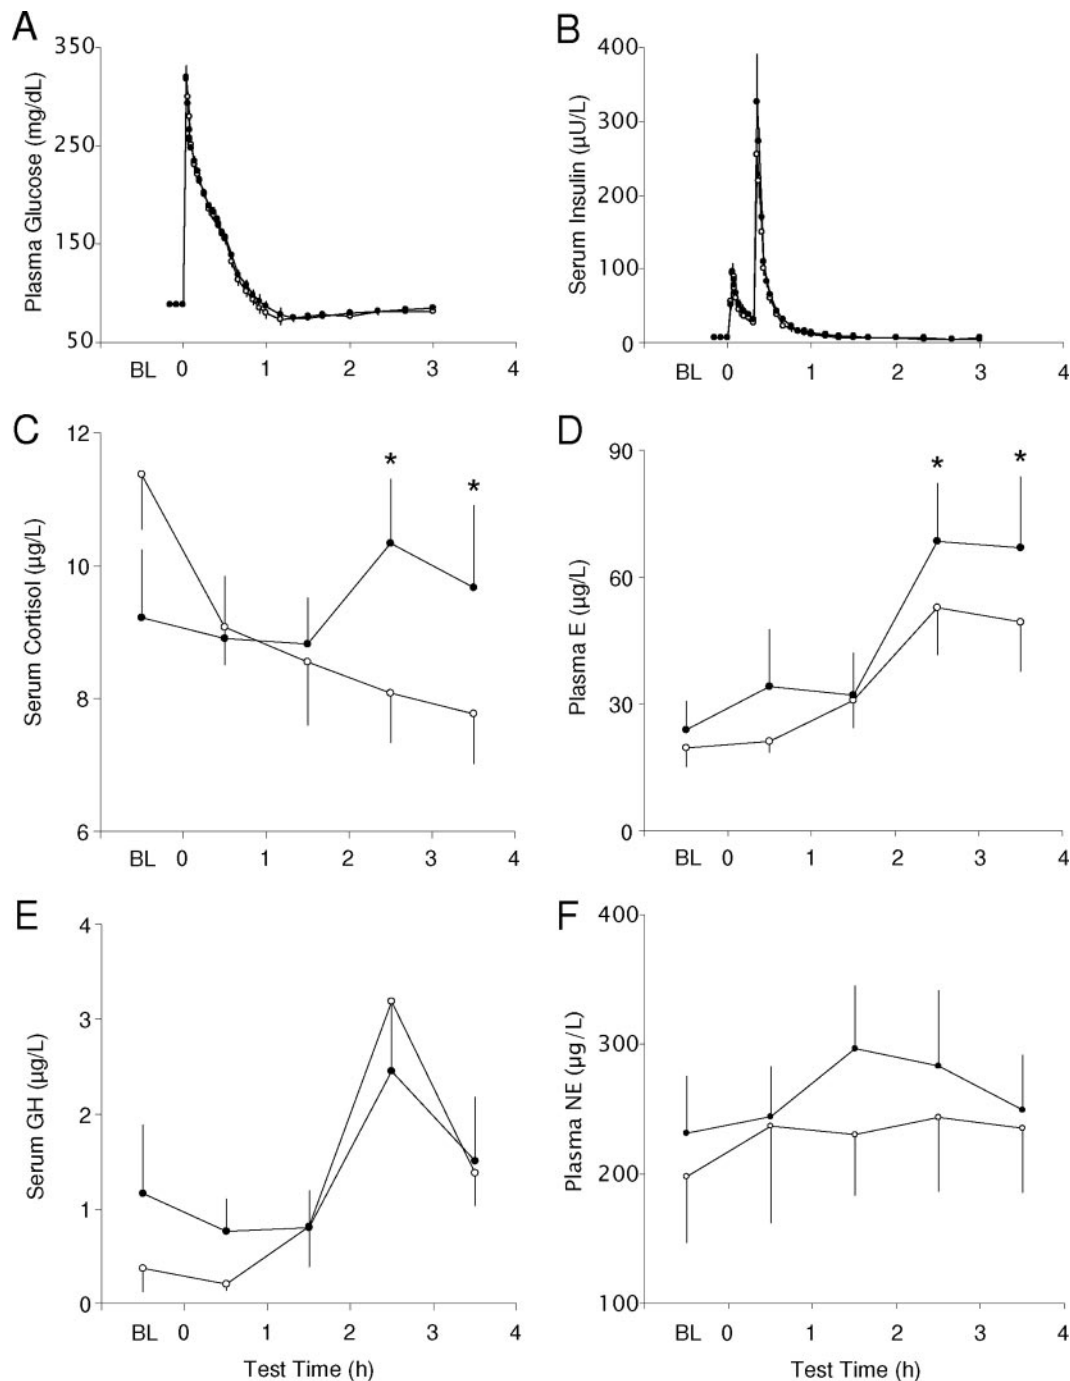 A
Plasma Glucose (mg/dL)
350
250
150
50
BL 0 1 2 3 4
B
Serum Insulin (µU/L)
400
300
200
100
0
BL 0 1 2 3 4
C
Serum Cortisol (µg/L)
12
10
8
6
* *
BL 0 1 2 3 4
D
Plasma E (µg/L)
90
60
30
0
* *
BL 0 1 2 3 4
E
Serum GH (µg/L)
4
3
2
1
0
BL 0 1 2 3 4
Test Time (h)
F
Plasma NE (µg/L)
400
300
200
100
BL 0 1 2 3 4
Test Time (h)